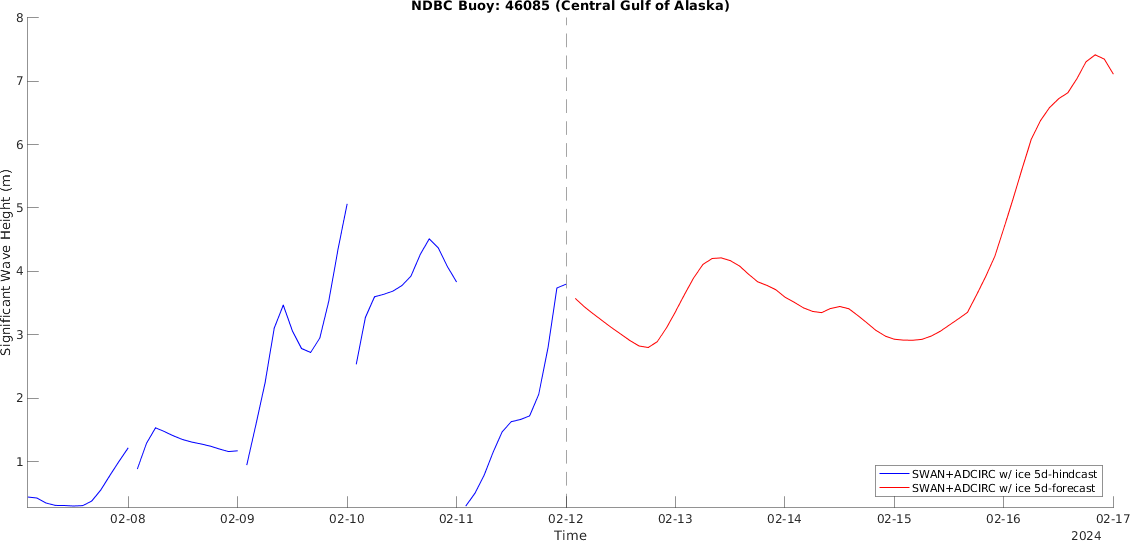 NDBC Buoy: 46085 (Central Gulf of Alaska)
8
7
6
5
4
3
2
1
Significant Wave Height (m)
SWAN+ADCIRC w/ ice 5d-hindcast
SWAN+ADCIRC w/ ice 5d-forecast
02-08 02-09 02-10 02-11 02-12 02-13 02-14 02-15 02-16 02-17
Time
2024